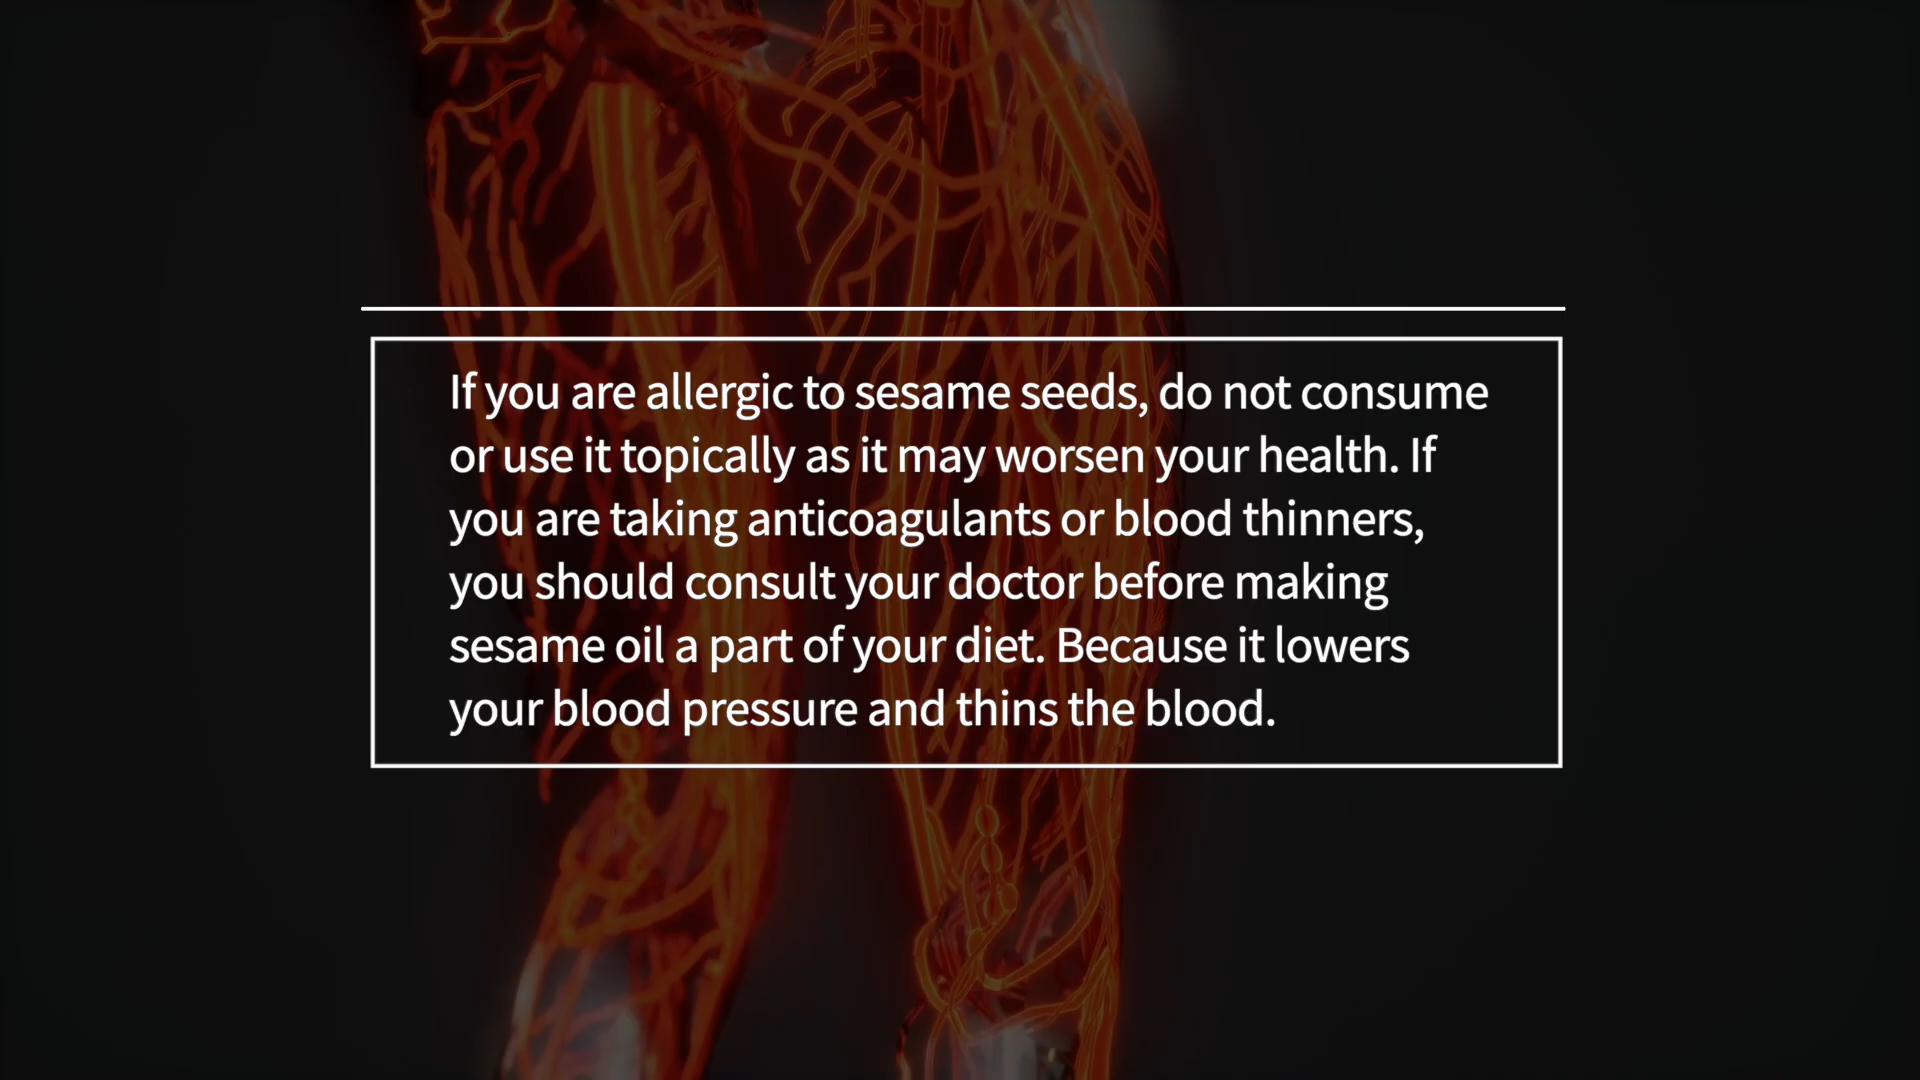 If you are allergic to sesame seeds, do not consume
or use it topically as it may worsen your health. If
you are taking anticoagulants or blood thinners,
you should consult your doctor before making
sesame oil a part of your diet. Because it lowers
your blood pressure and thins the blood.